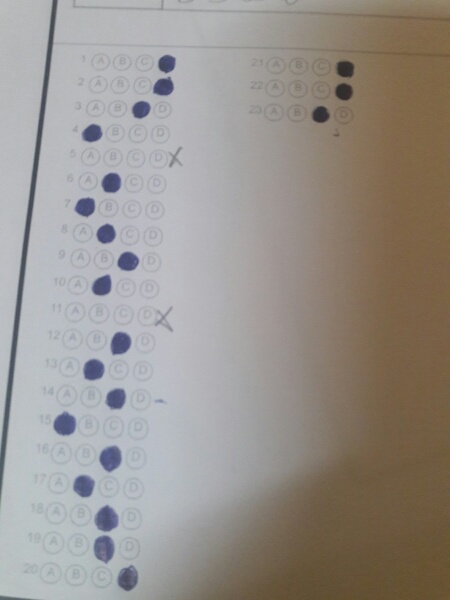 1 A B C
2 A B C
3 A B D
4 B C D
5 A B C D X
6 A C D
7 B C D
8 A C D
9 A B D
10 A C D
11 A B C D X
12 A B D
13 A C D
14 A B D -
15 B C D
16 A B D
17 A C D
18 A B D
19 A B D
20 A B C
21 A B C
22 A B C
23 A B D